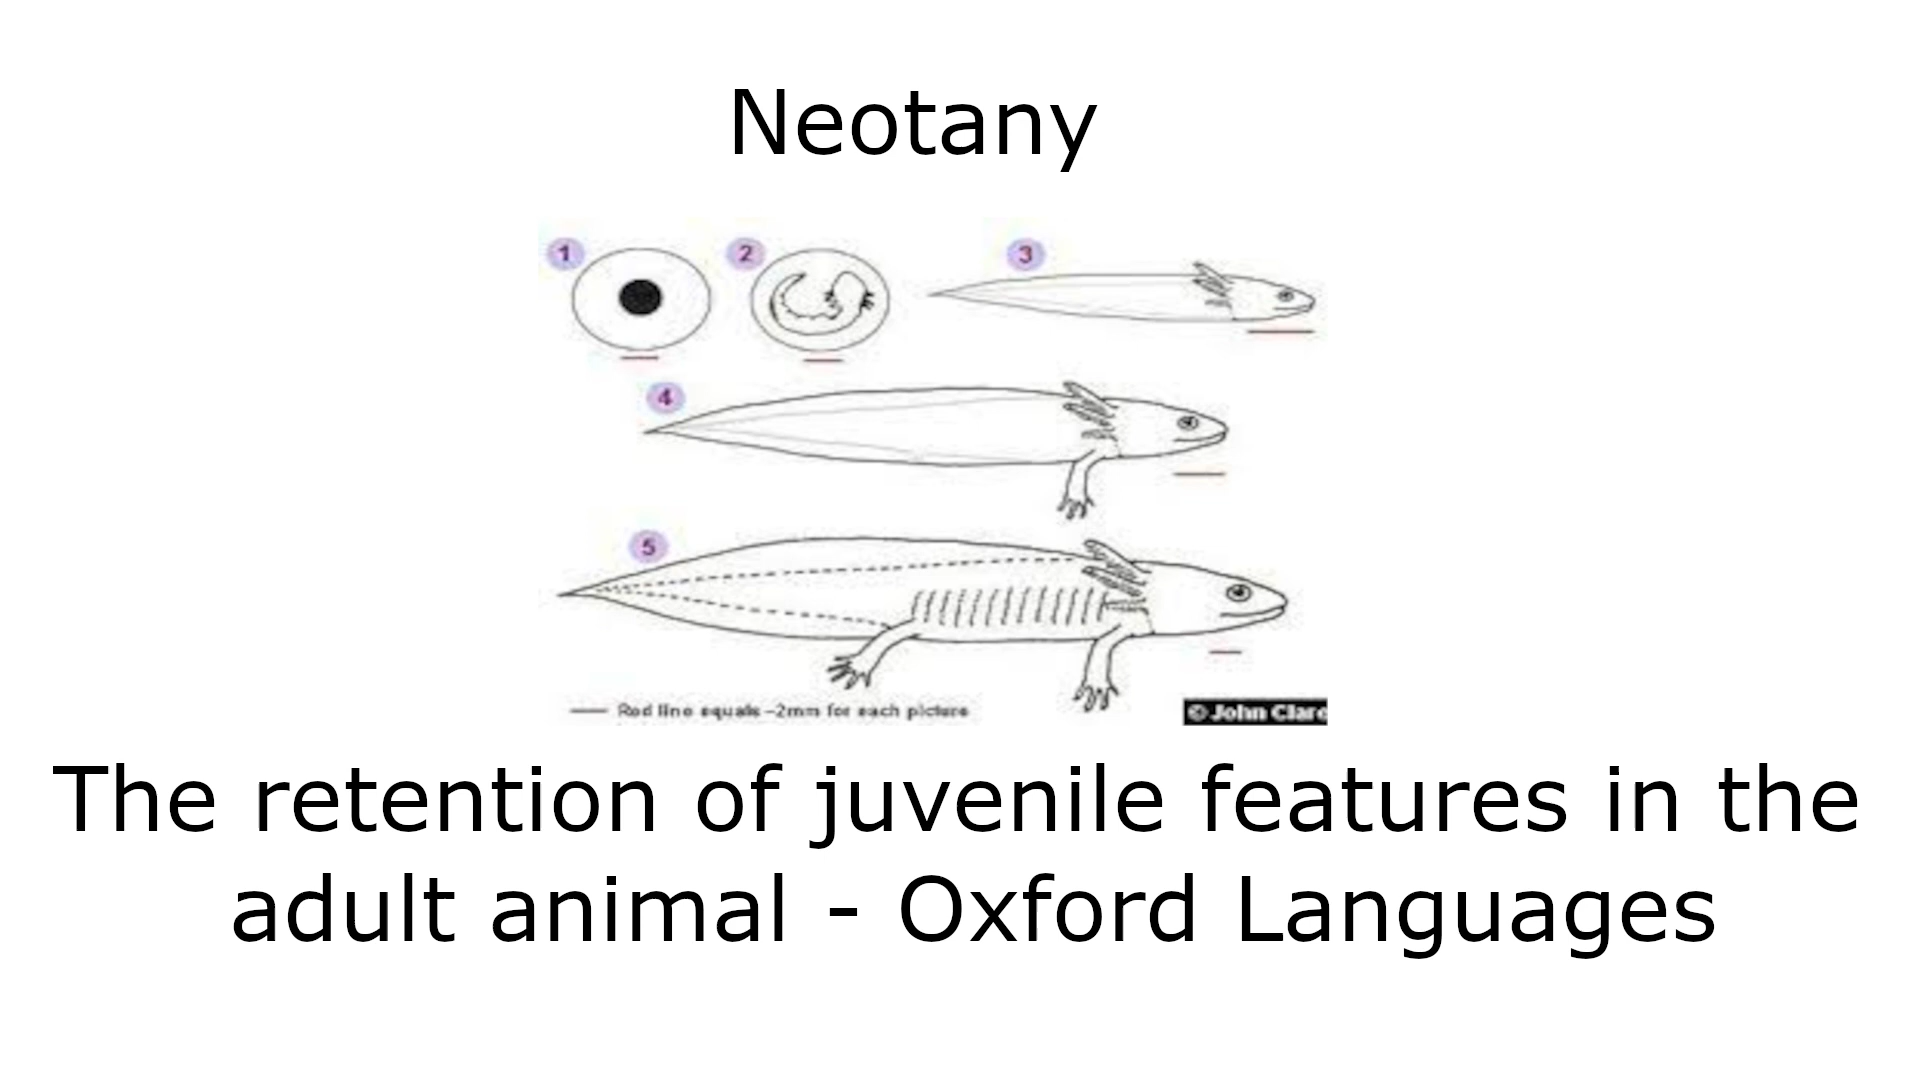 Neotany
1 2 3
4
5
Red line equals ~2mm for each picture
© John Clare
The retention of juvenile features in the
adult animal - Oxford Languages